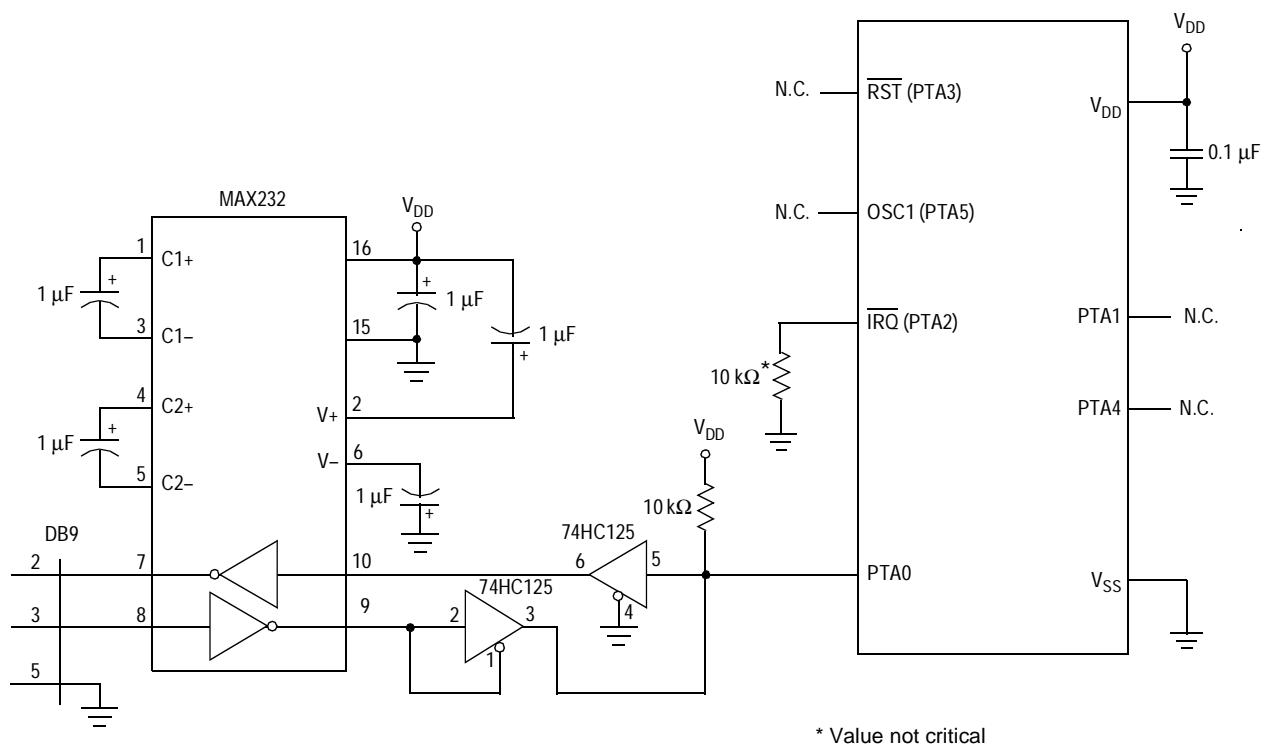 V_DD
N.C.
RST (PTA3)
V_DD
0.1 µF
MAX232
V_DD
N.C.
OSC1 (PTA5)
1
C1+
16
+
+
1 µF
1 µF
1 µF
+
3
C1–
15
IRQ (PTA2)
PTA1
N.C.
10 kΩ*
4
C2+
2
V+
PTA4
N.C.
+
1 µF
V_DD
6
V–
5
C2–
1 µF
+
10 kΩ
DB9
74HC125
2
7
10
6
5
PTA0
V_SS
74HC125
4
3
8
9
2
3
1
5
* Value not critical